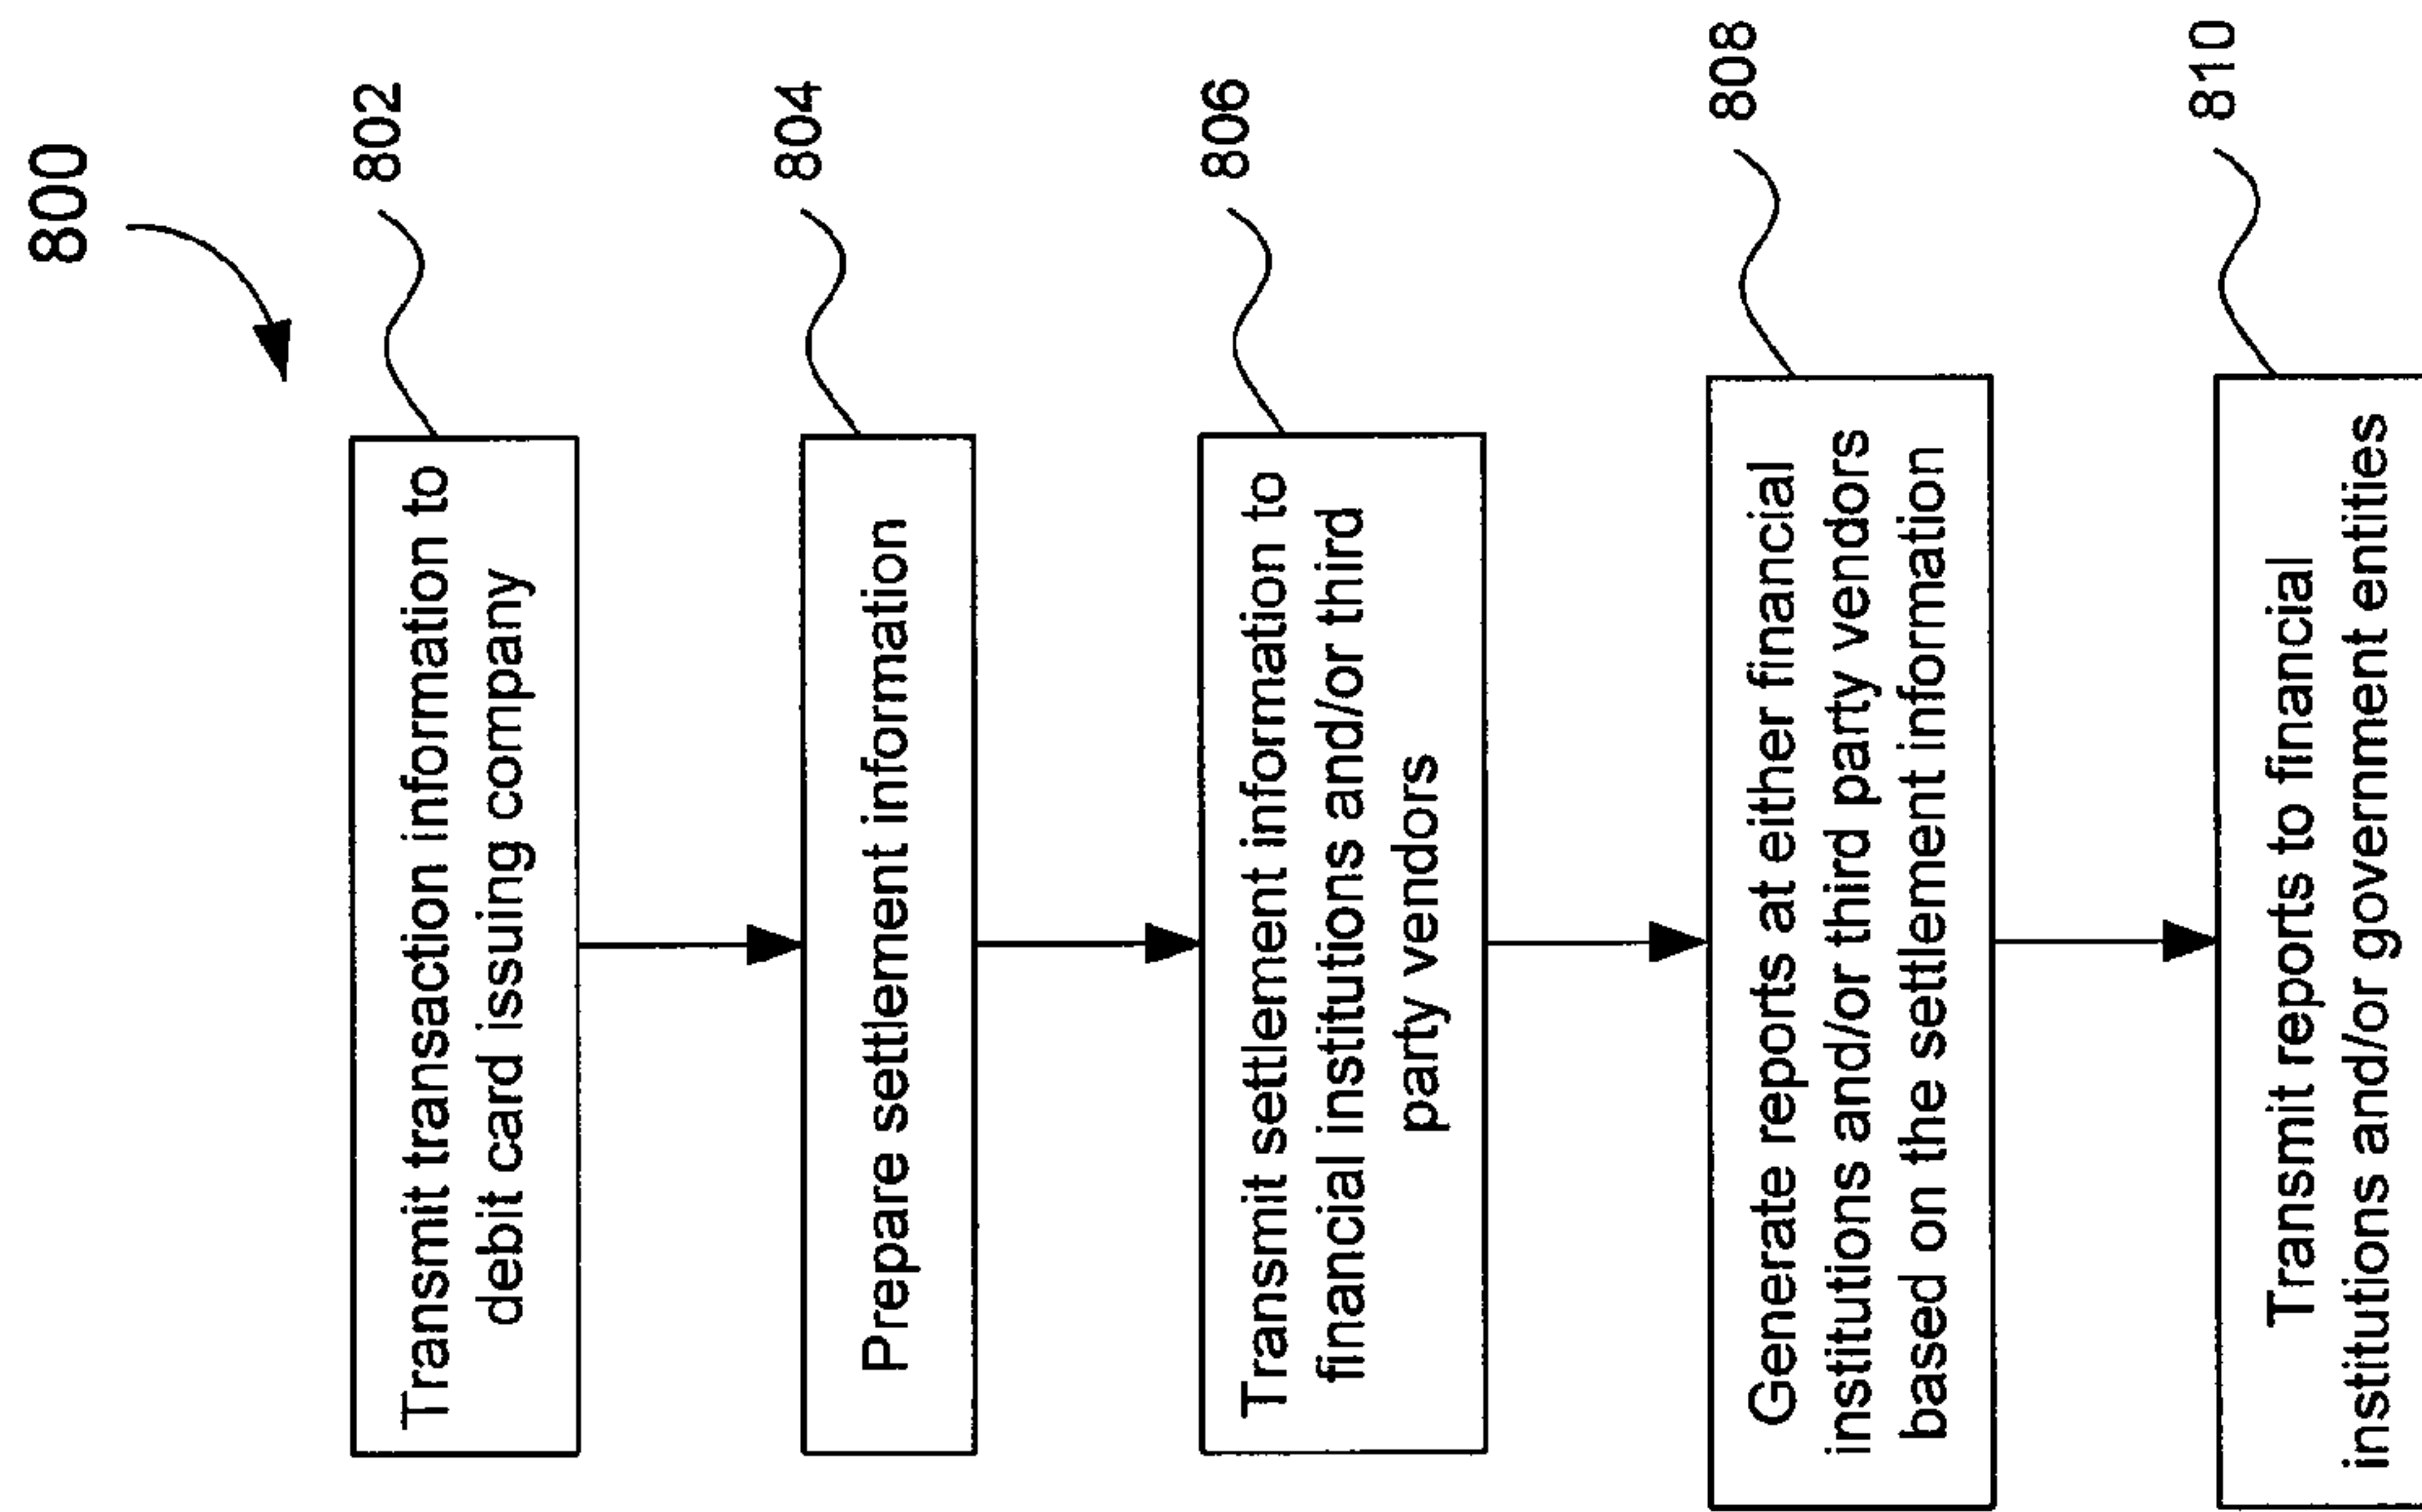 800
802
Transmit transaction information to
debit card issuing company
804
Prepare settlement information
806
Transmit settlement information to
financial institutions and/or third
party vendors
808
Generate reports at either financial
institutions and/or third party vendors
based on the settlement information
810
Transmit reports to financial
institutions and/or government entities